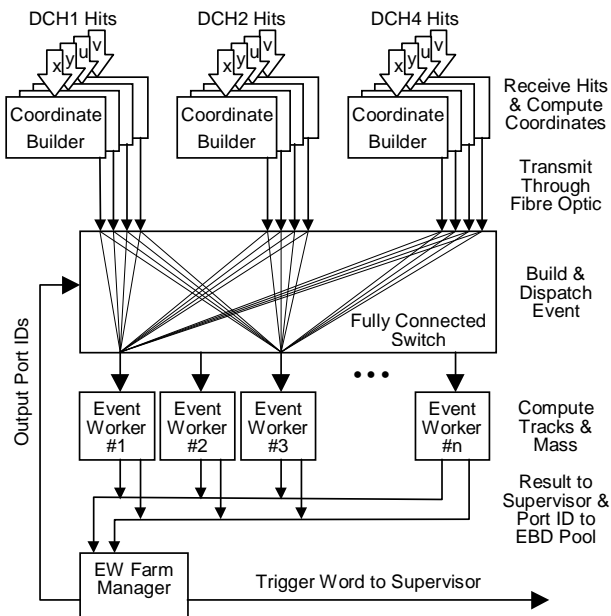 DCH1 Hits
DCH2 Hits
DCH4 Hits
x y u v
x y u v
x y u v
Coordinate
Builder
Coordinate
Builder
Coordinate
Builder
Receive Hits
& Compute
Coordinates
Transmit
Through
Fibre Optic
Build &
Dispatch
Event
Fully Connected
Switch
Output Port IDs
Event
Worker
#1
Event
Worker
#2
Event
Worker
#3
Event
Worker
#n
Compute
Tracks &
Mass
Result to
Supervisor &
Port ID to
EBD Pool
EW Farm
Manager
Trigger Word to Supervisor